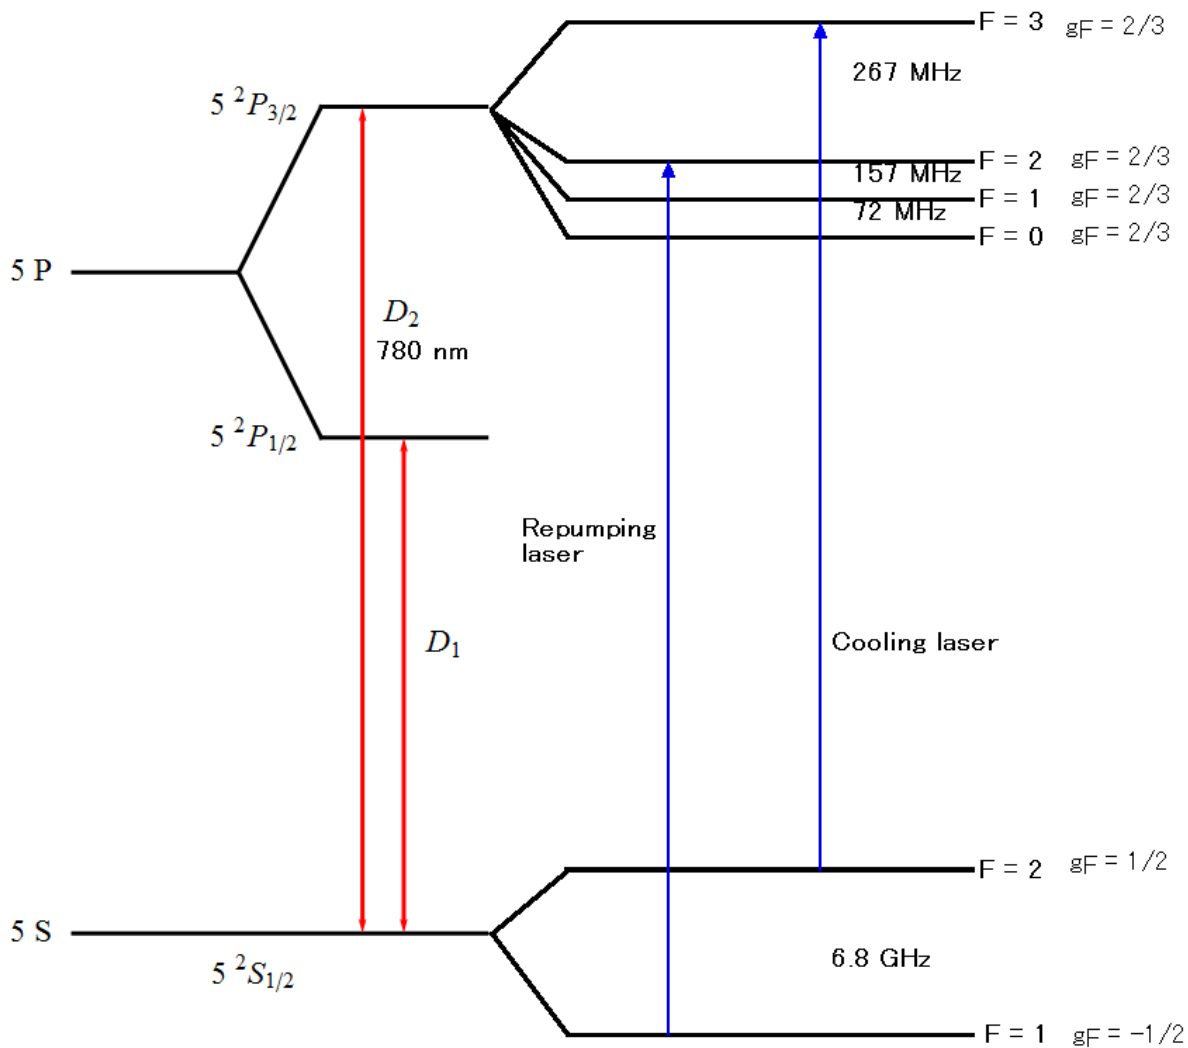 F = 3 gF = 2/3
267 MHz
5 ²P3/2
F = 2 gF = 2/3
157 MHz
F = 1 gF = 2/3
72 MHz
F = 0 gF = 2/3
5 P
D2
780 nm
5 ²P1/2
Repumping
laser
D1
Cooling laser
F = 2 gF = 1/2
5 S
6.8 GHz
5 ²S1/2
F = 1 gF = -1/2